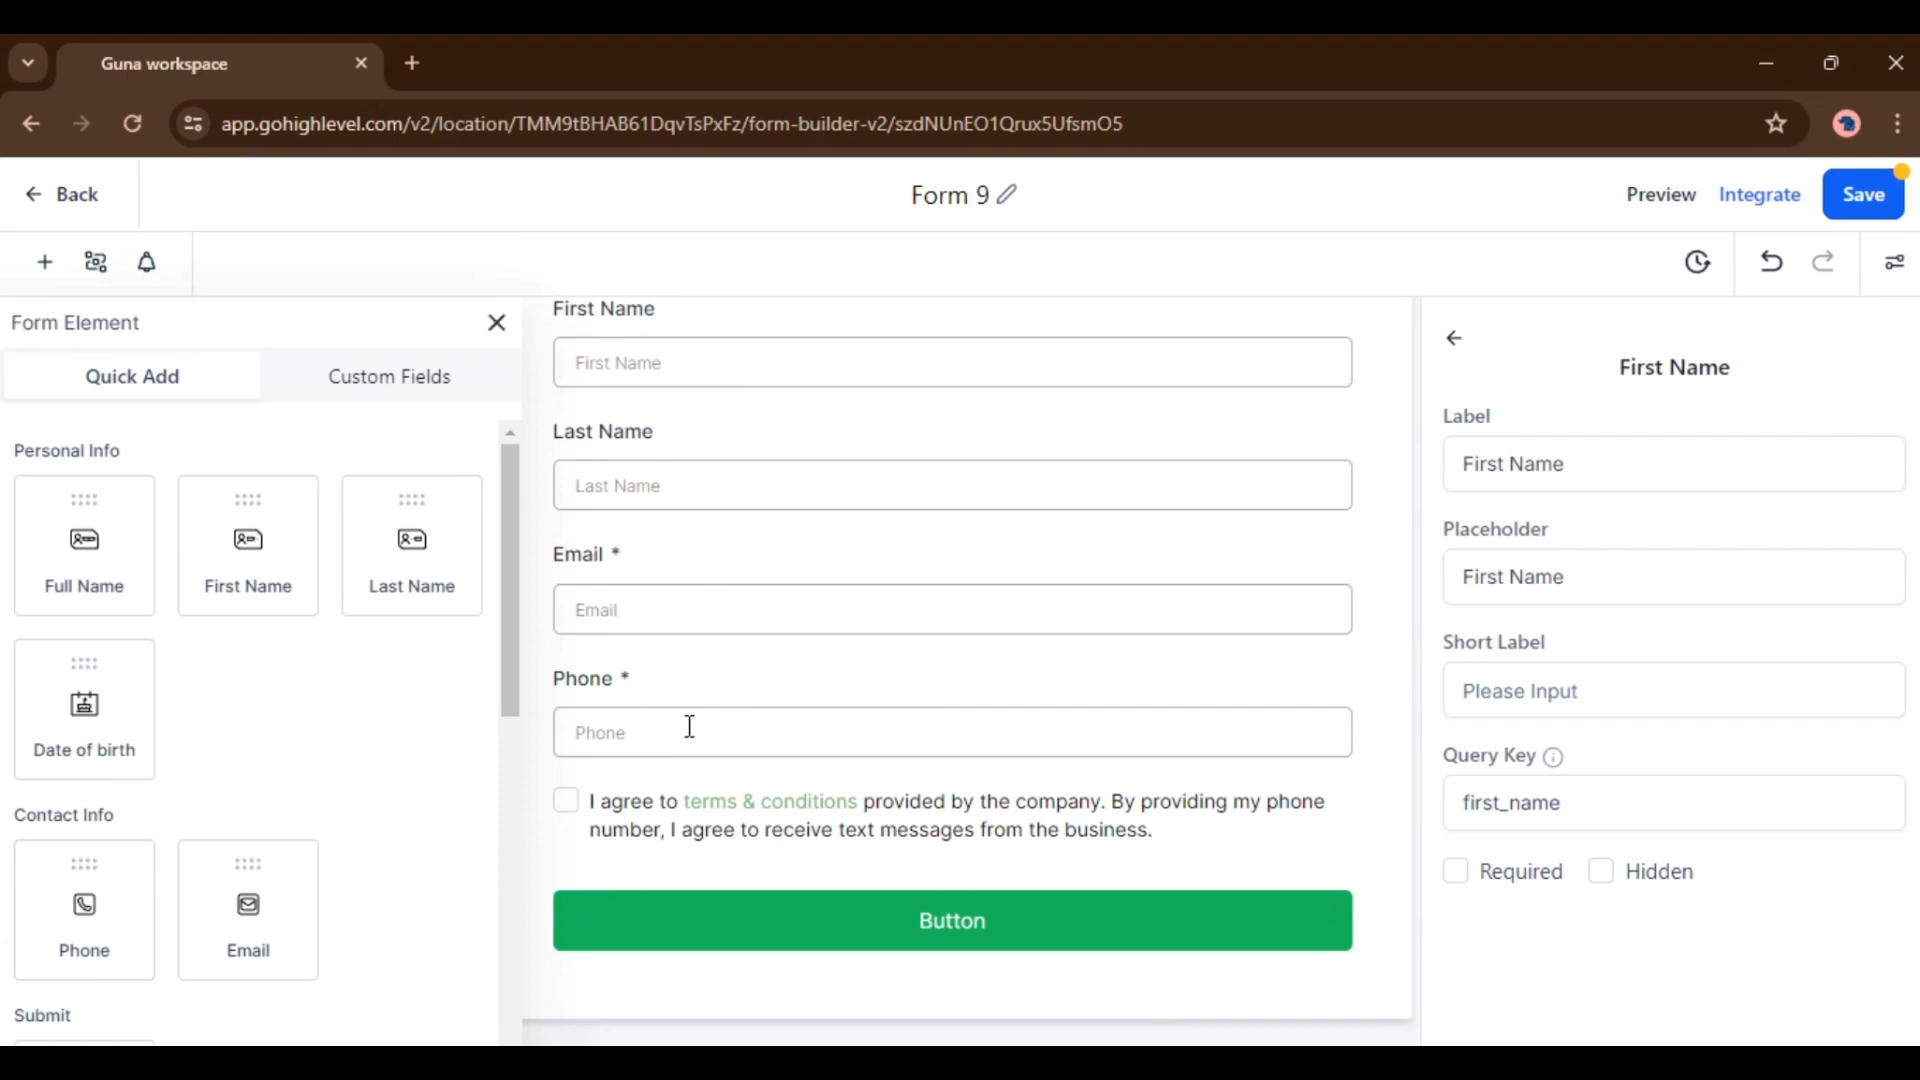 Guna workspace
app.gohighlevel.com/v2/location/TMM9tBHAB61DqvTsPxFz/form-builder-v2/szdNUnEO1Qrux5UfsmO5
Back
Form 9
Preview
Integrate
Save
Form Element
Quick Add
Custom Fields
Personal Info
Full Name
First Name
Last Name
Date of birth
Contact Info
Phone
Email
Submit
First Name
First Name
Last Name
Last Name
Email *
Email
Phone *
Phone
I agree to terms & conditions provided by the company. By providing my phone
number, I agree to receive text messages from the business.
Button
First Name
Label
First Name
Placeholder
First Name
Short Label
Please Input
Query Key
first_name
Required
Hidden